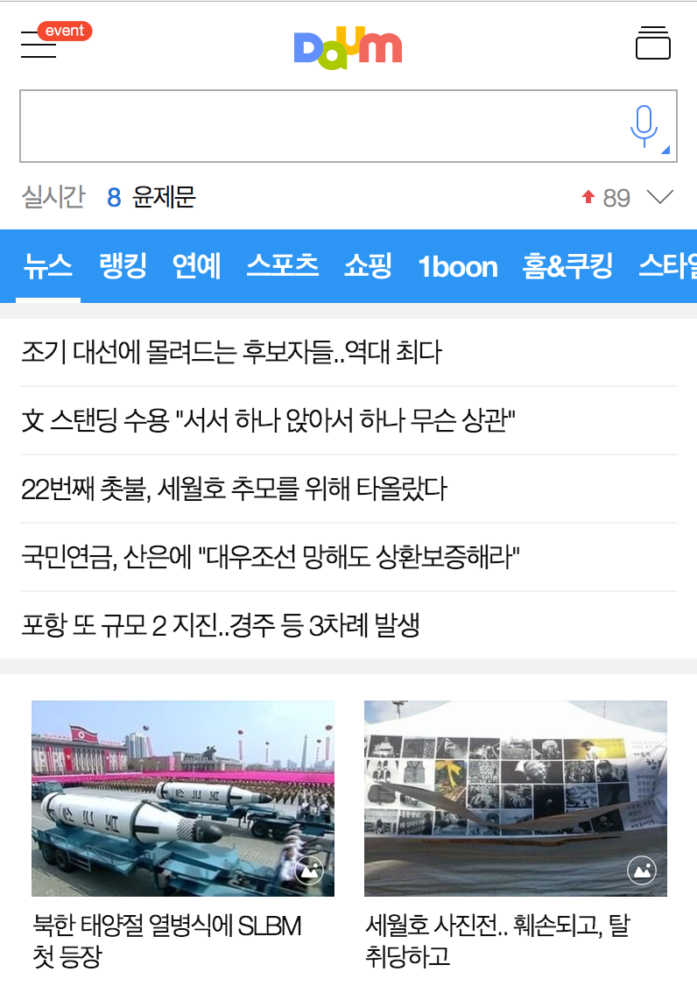 event
Daum
실시간 8 윤제문 89
뉴스 랭킹 연예 스포츠 쇼핑 1boon 홈&쿠킹 스타일
조기 대선에 몰려드는 후보자들..역대 최다
文 스탠딩 수용 "서서 하나 앉아서 하나 무슨 상관"
22번째 촛불, 세월호 추모를 위해 타올랐다
국민연금, 산은에 "대우조선 망해도 상환보증해라"
포항 또 규모 2 지진..경주 등 3차례 발생
북한 태양절 열병식에 SLBM
첫 등장
세월호 사진전.. 훼손되고, 탈
취당하고